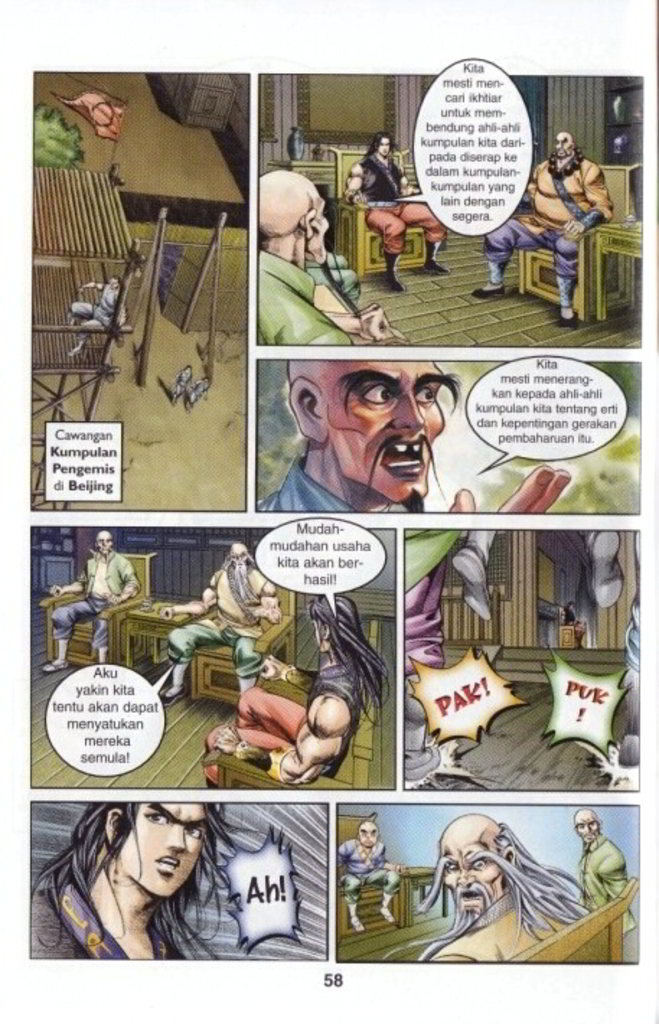 Cawangan
Kumpulan
Pengemis
di Beijing
Kita
mesti men-
cari ikhtiar
untuk mem-
bendung ahli-ahli
kumpulan kita dari-
pada diserap ke
dalam kumpulan-
kumpulan yang
lain dengan
segera.
Kita
mesti menerang-
kan kepada ahli-ahli
kumpulan kita tentang erti
dan kepentingan gerakan
pembaharuan itu.
Mudah-
mudahan usaha
kita akan ber-
hasil!
Aku
yakin kita
tentu akan dapat
menyatukan
mereka
semula!
PAK!
PUK
!
Ah!
58